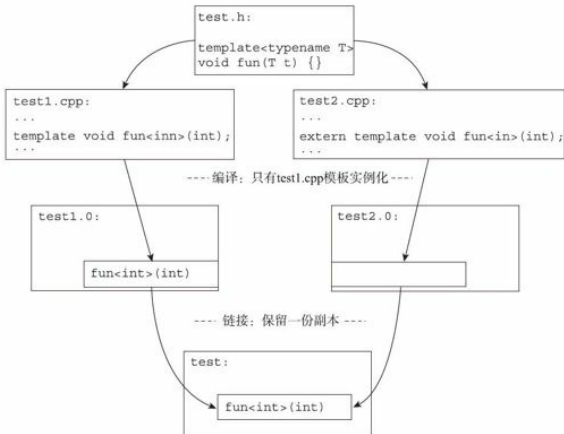 test.h:
template<typename T>
void fun(T t) {}
test1.cpp:
...
template void fun<inn>(int);
...
test2.cpp:
...
extern template void fun<in>(int);
...
---- 编译：只有test1.cpp模板实例化 ----
test1.0:
fun<int>(int)
test2.0:
---- 链接：保留一份副本 ----
test:
fun<int>(int)